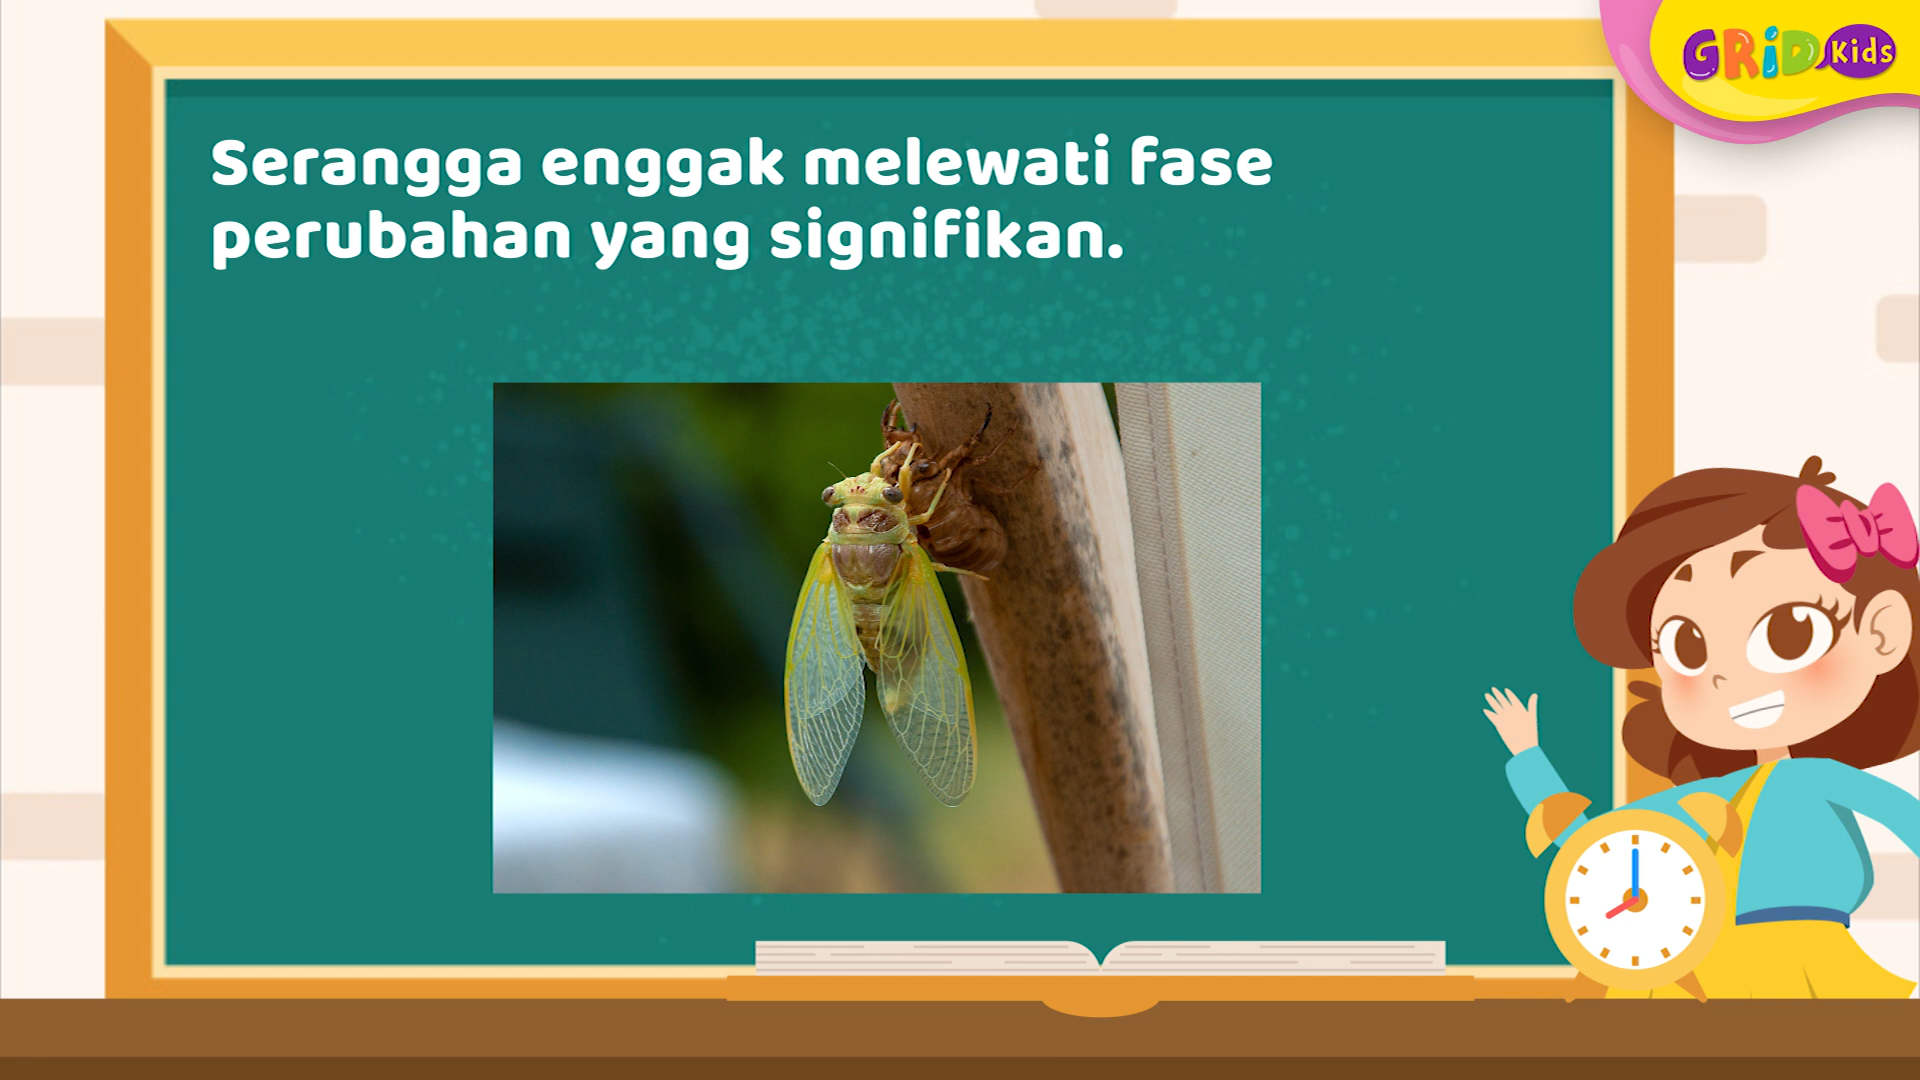 GRID Kids
Serangga enggak melewati fase
perubahan yang signifikan.